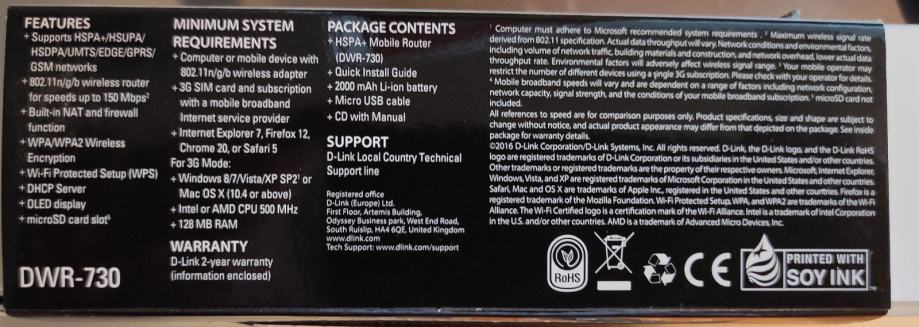 FEATURES
+ Supports HSPA+/HSUPA/
HSDPA/UMTS/EDGE/GPRS/
GSM networks
+ 802.11n/g/b wireless router
for speeds up to 150 Mbps²
+ Built-in NAT and firewall
function
+ WPA/WPA2 Wireless
Encryption
+ Wi-Fi Protected Setup (WPS)
+ DHCP Server
+ OLED display
+ microSD card slot⁵
DWR-730
MINIMUM SYSTEM
REQUIREMENTS
+ Computer or mobile device with
802.11n/g/b wireless adapter
+ 3G SIM card and subscription
with a mobile broadband
Internet service provider
+ Internet Explorer 7, Firefox 12,
Chrome 20, or Safari 5
For 3G Mode:
+ Windows 8/7/Vista/XP SP2¹ or
Mac OS X (10.4 or above)
+ Intel or AMD CPU 500 MHz
+ 128 MB RAM
WARRANTY
D-Link 2-year warranty
(information enclosed)
PACKAGE CONTENTS
+ HSPA+ Mobile Router
(DWR-730)
+ Quick Install Guide
+ 2000 mAh Li-ion battery
+ Micro USB cable
+ CD with Manual
SUPPORT
D-Link Local Country Technical
Support line
Registered office
D-Link (Europe) Ltd.
First Floor, Artemis Building,
Odyssey Business park, West End Road,
South Ruislip, HA4 6QE, United Kingdom
www.dlink.com
Tech Support: www.dlink.com/support
¹ Computer must adhere to Microsoft recommended system requirements . ² Maximum wireless signal rate
derived from 802.11 specification. Actual data throughput will vary. Network conditions and environmental factors,
including volume of network traffic, building materials and construction, and network overhead, lower actual data
throughput rate. Environmental factors will adversely affect wireless signal range. ³ Your mobile operator may
restrict the number of different devices using a single 3G subscription. Please check with your operator for details.
⁴ Mobile broadband speeds will vary and are dependent on a range of factors including network configuration,
network capacity, signal strength, and the conditions of your mobile broadband subscription. ⁵ microSD card not
included.
All references to speed are for comparison purposes only. Product specifications, size and shape are subject to
change without notice, and actual product appearance may differ from that depicted on the package. See inside
package for warranty details.
©2016 D-Link Corporation/D-Link Systems, Inc. All rights reserved. D-Link, the D-Link logo, and the D-Link RoHS
logo are registered trademarks of D-Link Corporation or its subsidiaries in the United States and/or other countries.
Other trademarks or registered trademarks are the property of their respective owners. Microsoft, Internet Explorer,
Windows, Vista, and XP are registered trademarks of Microsoft Corporation in the United States and other countries.
Safari, Mac and OS X are trademarks of Apple Inc., registered in the United States and other countries. Firefox is a
registered trademark of the Mozilla Foundation. Wi-Fi Protected Setup, WPA, and WPA2 are trademarks of the Wi-Fi
Alliance. The Wi-Fi Certified logo is a certification mark of the Wi-Fi Alliance. Intel is a trademark of Intel Corporation
in the U.S. and/or other countries. AMD is a trademark of Advanced Micro Devices, Inc.
RoHS
CE
PRINTED WITH
SOY INK
TM